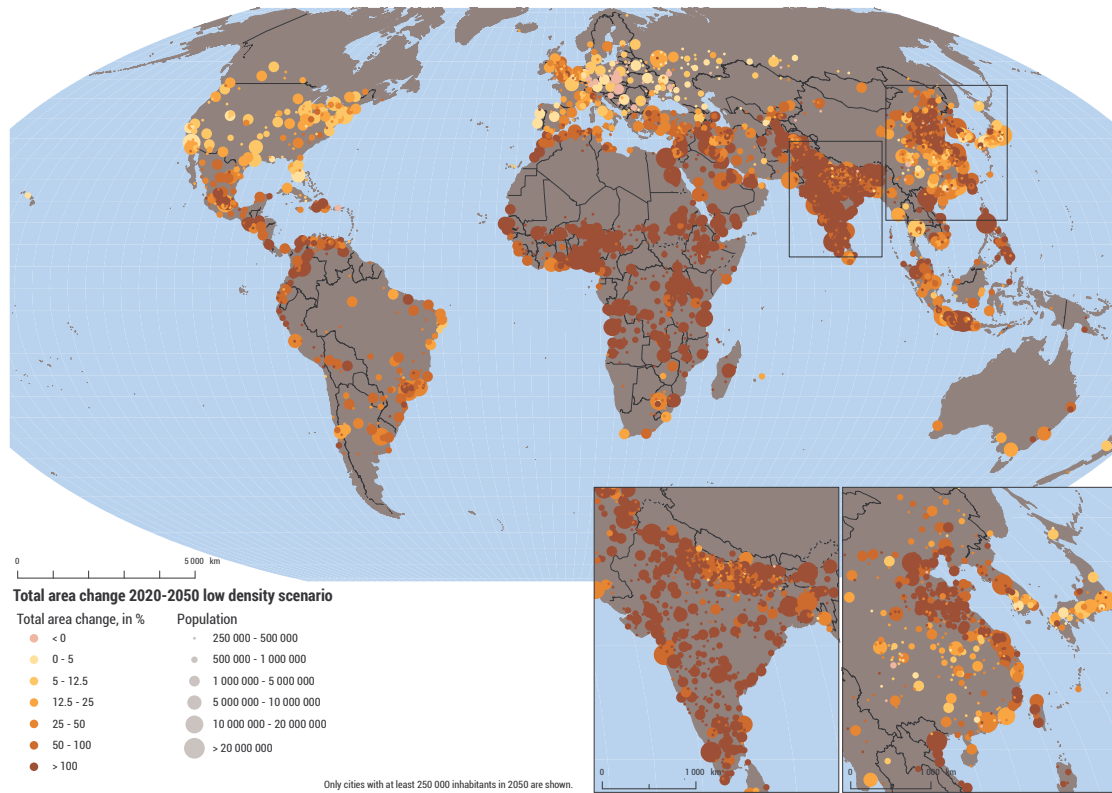 0 5 000 km
Total area change 2020-2050 low density scenario
Total area change, in %
< 0
0 - 5
5 - 12.5
12.5 - 25
25 - 50
50 - 100
> 100
Population
250 000 - 500 000
500 000 - 1 000 000
1 000 000 - 5 000 000
5 000 000 - 10 000 000
10 000 000 - 20 000 000
> 20 000 000
Only cities with at least 250 000 inhabitants in 2050 are shown.
0 1 000 km
0 1 000 km